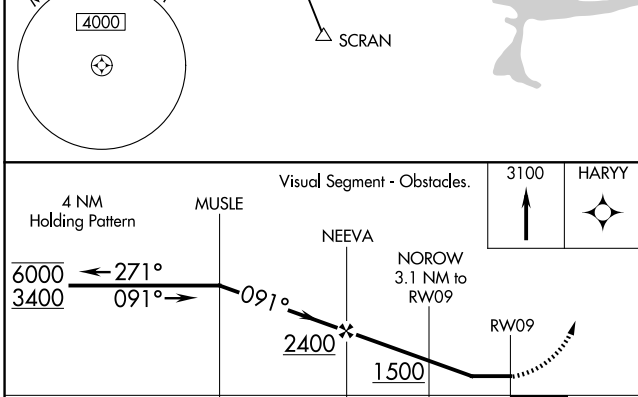 4000
SCRAN
Visual Segment - Obstacles.
3100
HARYY
4 NM
Holding Pattern
MUSLE
NEEVA
NOROW
3.1 NM to
RW09
6000
271°
3400
091°
091°
2400
1500
RW09